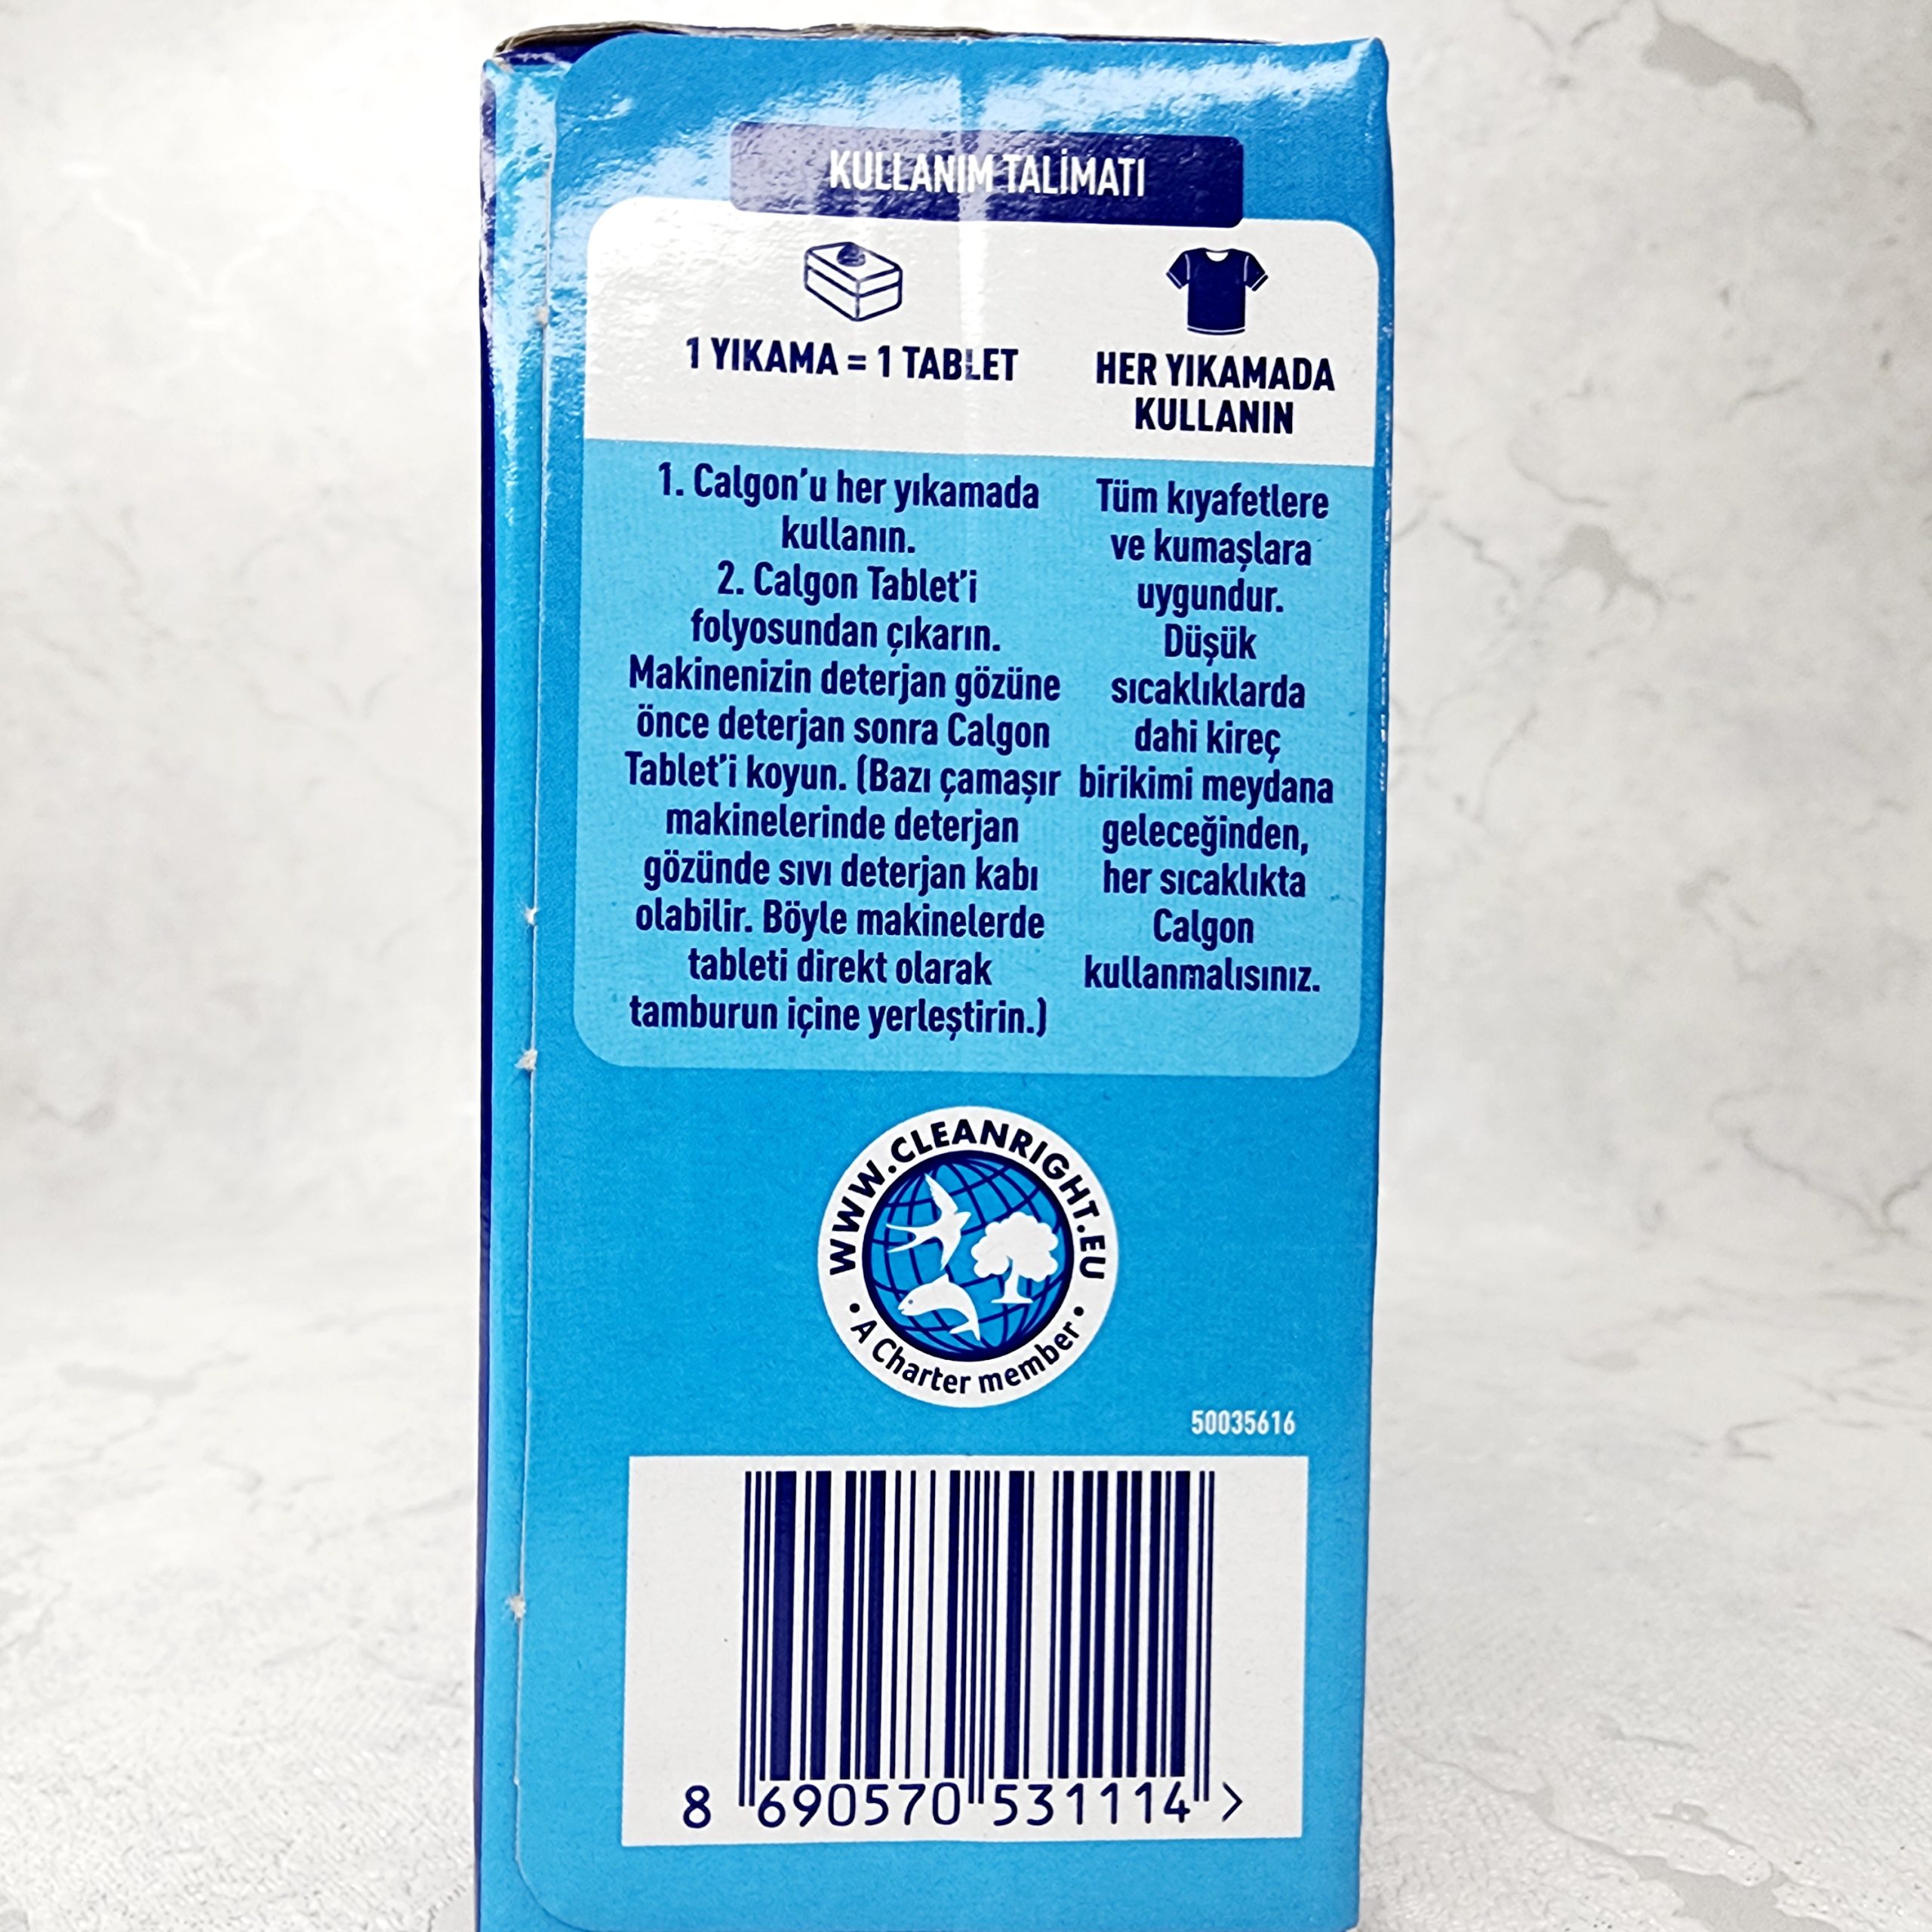 KULLANIM TALİMATI
1 YIKAMA = 1 TABLET
HER YIKAMADA
KULLANIN
1. Calgon'u her yıkamada
kullanın.
2. Calgon Tablet'i
folyosundan çıkarın.
Makinenizin deterjan gözüne
önce deterjan sonra Calgon
Tablet'i koyun. (Bazı çamaşır
makinelerinde deterjan
gözünde sıvı deterjan kabı
olabilir. Böyle makinelerde
tableti direkt olarak
tamburun içine yerleştirin.)
Tüm kıyafetlere
ve kumaşlara
uygundur.
Düşük
sıcaklıklarda
dahi kireç
birikimi meydana
geleceğinden,
her sıcaklıkta
Calgon
kullanmalısınız.
WWW.CLEANRIGHT.EU
• A Charter member •
50035616
8 690570 531114 >